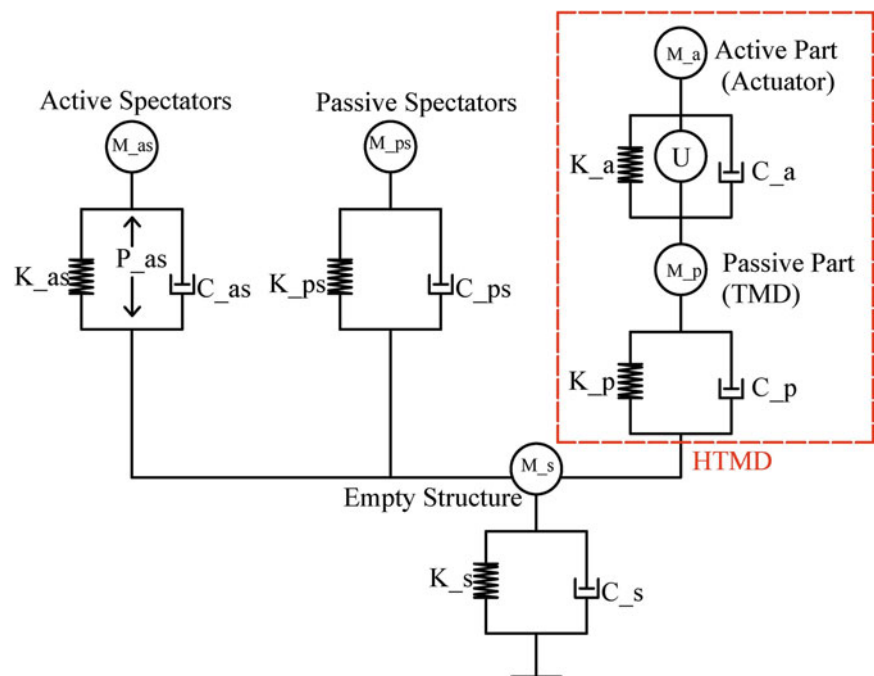 M_a
Active Part
(Actuator)
Active Spectators
Passive Spectators
M_as
M_ps
K_a
U
C_a
K_as
P_as
C_as
K_ps
C_ps
M_p
Passive Part
(TMD)
K_p
C_p
HTMD
M_s
Empty Structure
K_s
C_s